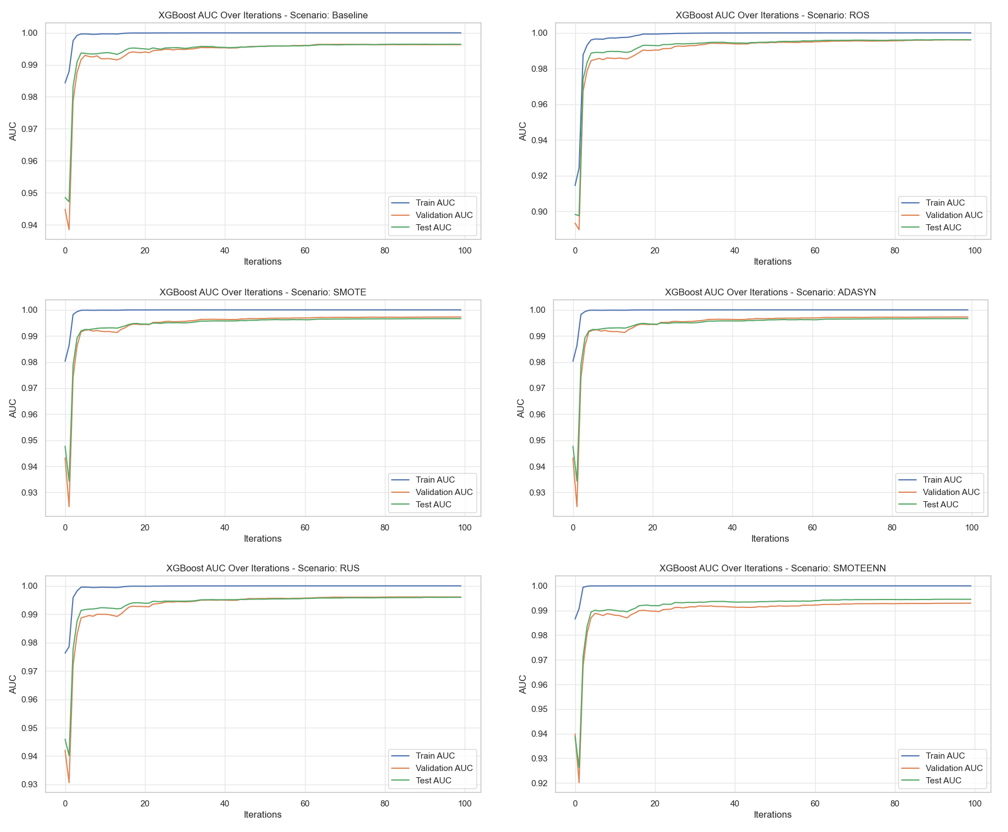 XGBoost AUC Over Iterations - Scenario: Baseline
1.00
0.99
0.98
0.97
0.96
0.95
0.94
AUC
0
20
40
60
80
100
Iterations
Train AUC
Validation AUC
Test AUC
XGBoost AUC Over Iterations - Scenario: ROS
1.00
0.98
0.96
0.94
0.92
0.90
AUC
0
20
40
60
80
100
Iterations
Train AUC
Validation AUC
Test AUC
XGBoost AUC Over Iterations - Scenario: SMOTE
1.00
0.99
0.98
0.97
0.96
0.95
0.94
0.93
AUC
0
20
40
60
80
100
Iterations
Train AUC
Validation AUC
Test AUC
XGBoost AUC Over Iterations - Scenario: ADASYN
1.00
0.99
0.98
0.97
0.96
0.95
0.94
0.93
AUC
0
20
40
60
80
100
Iterations
Train AUC
Validation AUC
Test AUC
XGBoost AUC Over Iterations - Scenario: RUS
1.00
0.99
0.98
0.97
0.96
0.95
0.94
0.93
AUC
0
20
40
60
80
100
Iterations
Train AUC
Validation AUC
Test AUC
XGBoost AUC Over Iterations - Scenario: SMOTEENN
1.00
0.99
0.98
0.97
0.96
0.95
0.94
0.93
0.92
AUC
0
20
40
60
80
100
Iterations
Train AUC
Validation AUC
Test AUC